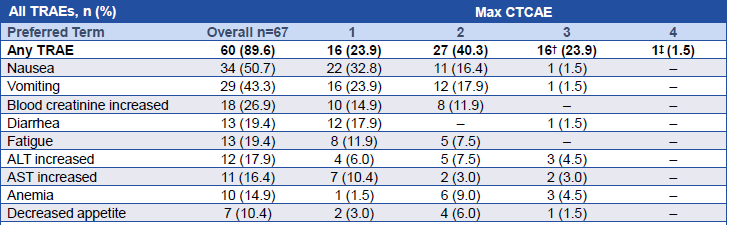 All TRAEs, n (%) Max CTCAE
Preferred Term Overall n=67 1 2 3 4
Any TRAE 60 (89.6) 16 (23.9) 27 (40.3) 16† (23.9) 1‡ (1.5)
Nausea 34 (50.7) 22 (32.8) 11 (16.4) 1 (1.5) –
Vomiting 29 (43.3) 16 (23.9) 12 (17.9) 1 (1.5) –
Blood creatinine increased 18 (26.9) 10 (14.9) 8 (11.9) – –
Diarrhea 13 (19.4) 12 (17.9) – 1 (1.5) –
Fatigue 13 (19.4) 8 (11.9) 5 (7.5) – –
ALT increased 12 (17.9) 4 (6.0) 5 (7.5) 3 (4.5) –
AST increased 11 (16.4) 7 (10.4) 2 (3.0) 2 (3.0) –
Anemia 10 (14.9) 1 (1.5) 6 (9.0) 3 (4.5) –
Decreased appetite 7 (10.4) 2 (3.0) 4 (6.0) 1 (1.5) –